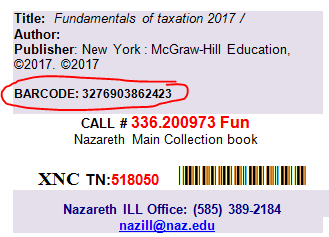 Title: Fundamentals of taxation 2017 /
Author:
Publisher: New York : McGraw-Hill Education,
©2017. ©2017
BARCODE: 3276903862423
CALL # 336.200973 Fun
Nazareth Main Collection book
XNC TN:518050
Nazareth ILL Office: (585) 389-2184
nazill@naz.edu